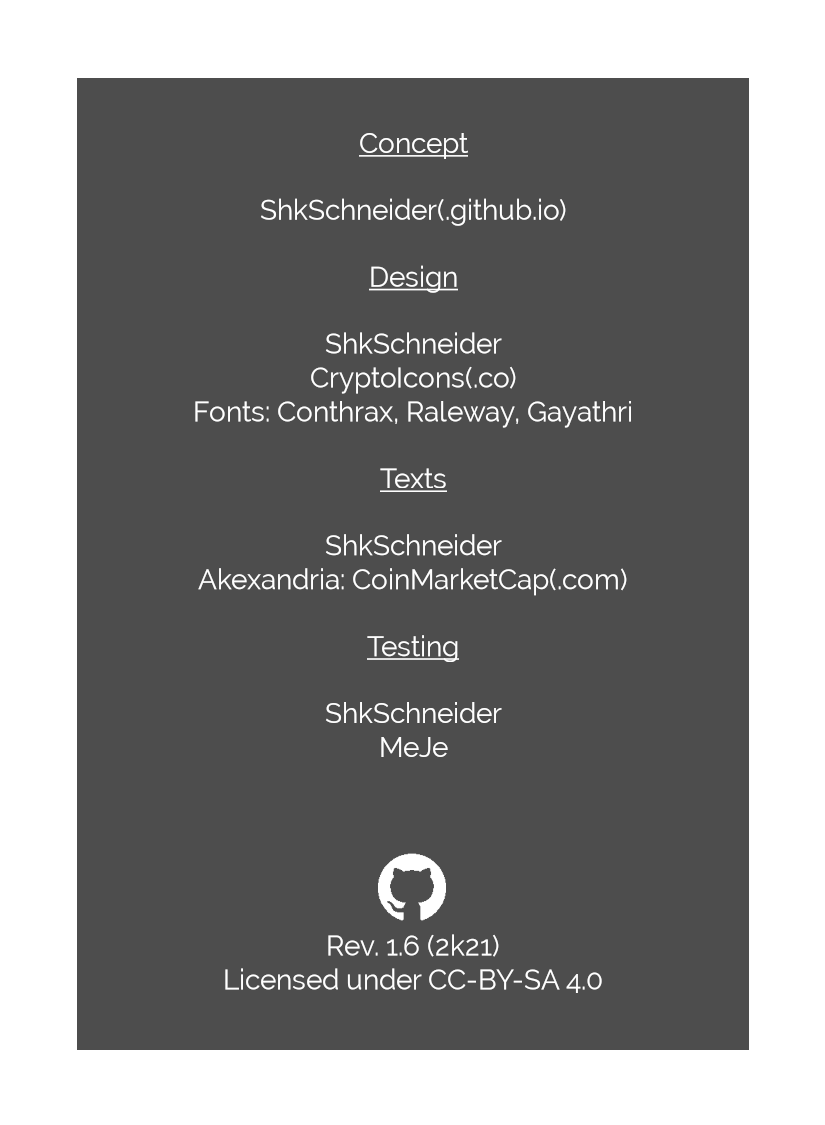 Concept
ShkSchneider(.github.io)
Design
ShkSchneider
CryptoIcons(.co)
Fonts: Conthrax, Raleway, Gayathri
Texts
ShkSchneider
Akexandria: CoinMarketCap(.com)
Testing
ShkSchneider
MeJe
Rev. 1.6 (2k21)
Licensed under CC-BY-SA 4.0